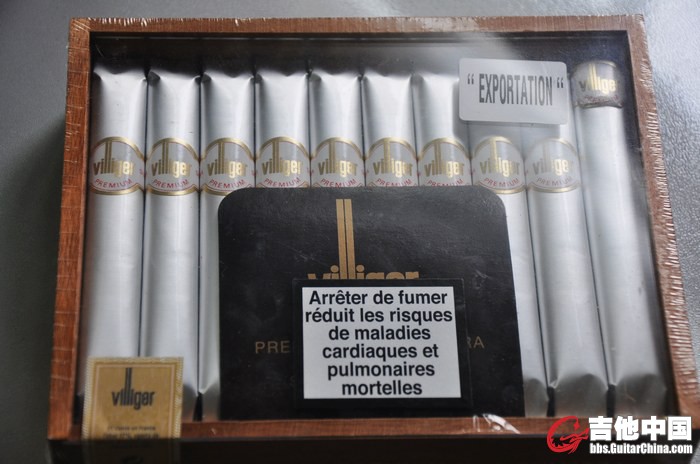 " EXPORTATION "
villiger
villiger
PREMIUM
villiger
PREMIUM
villiger
PREMIUM
villiger
PREMIUM
villiger
PREMIUM
villiger
PREMIUM
villiger
PREMIUM
villiger
PREMIUM
villiger
PREMIUM
villiger
Arrêter de fumer
réduit les risques
de maladies
cardiaques et
pulmonaires
mortelles
villiger
吉他中国
bbs.GuitarChina.com